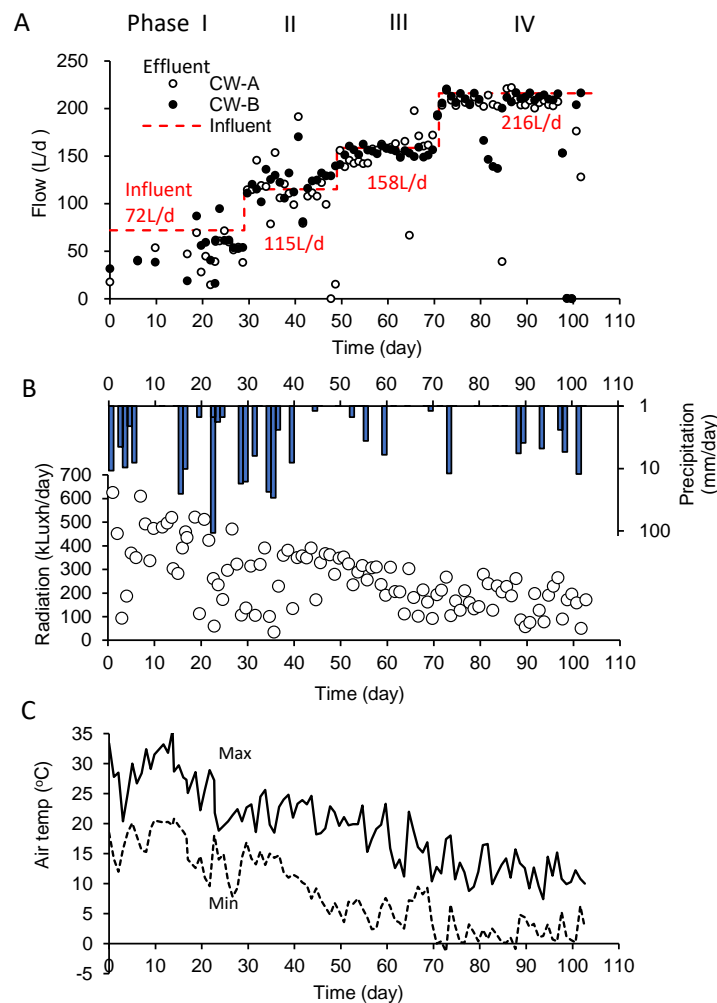 A
Phase I II III IV
Effluent
CW-A
CW-B
Influent
Influent
72L/d
115L/d
158L/d
216L/d
Flow (L/d)
250
200
150
100
50
0
0 10 20 30 40 50 60 70 80 90 100 110
Time (day)
B
0 10 20 30 40 50 60 70 80 90 100 110
1
10
100
Precipitation
(mm/day)
Radiation (kLuxh/day)
700
600
500
400
300
200
100
0
0 10 20 30 40 50 60 70 80 90 100 110
Time (day)
C
Air temp (oC)
35
30
25
20
15
10
5
0
-5
Max
Min
0 10 20 30 40 50 60 70 80 90 100 110
Time (day)